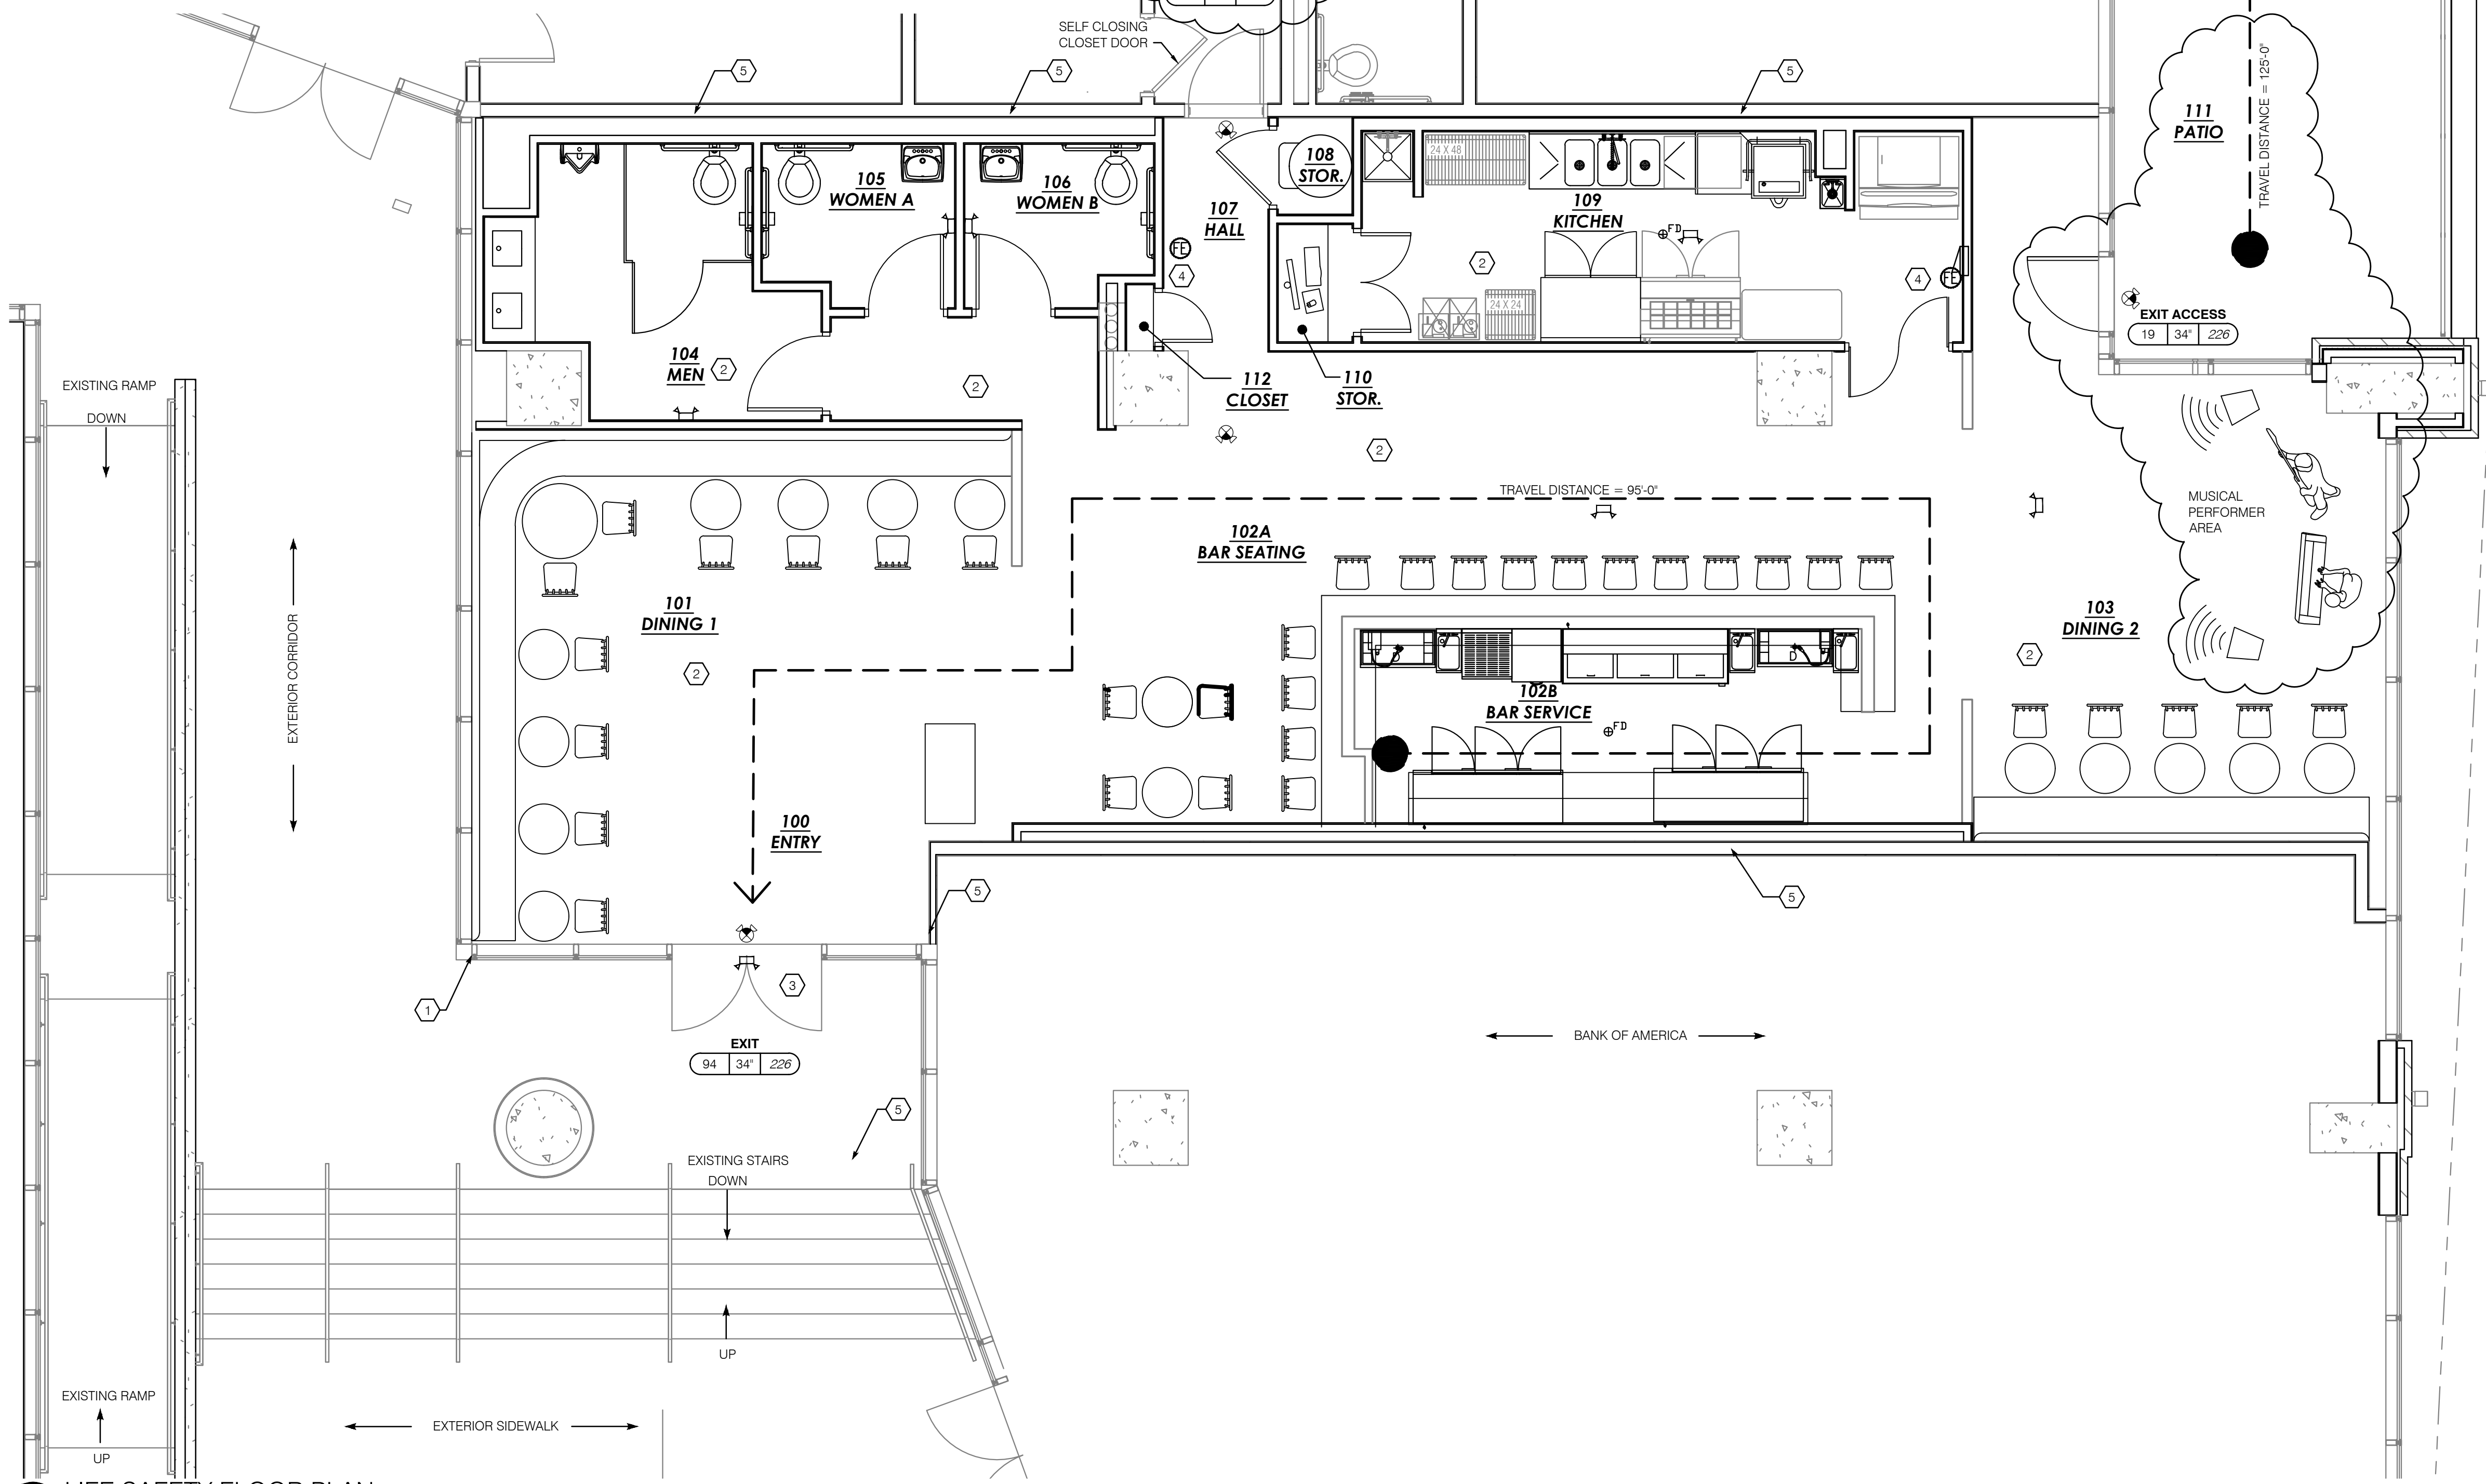 SELF CLOSING
CLOSET DOOR
5
5
5
TRAVEL DISTANCE = 125'-0"
111
PATIO
108
STOR.
24 X 48
105
WOMEN A
106
WOMEN B
107
HALL
109
KITCHEN
FD
FE
4
2
4
FE
24 X 24
EXIT ACCESS
19 34" 226
104
MEN
2
2
112
CLOSET
110
STOR.
EXISTING RAMP
DOWN
2
TRAVEL DISTANCE = 95'-0"
MUSICAL
PERFORMER
AREA
102A
BAR SEATING
101
DINING 1
103
DINING 2
EXTERIOR CORRIDOR
2
2
D
D
102B
BAR SERVICE
FD
100
ENTRY
5
5
3
1
EXIT
94 34" 226
BANK OF AMERICA
5
EXISTING STAIRS
DOWN
UP
EXISTING RAMP
UP
EXTERIOR SIDEWALK
LIFE SAFETY FLOOR PLAN